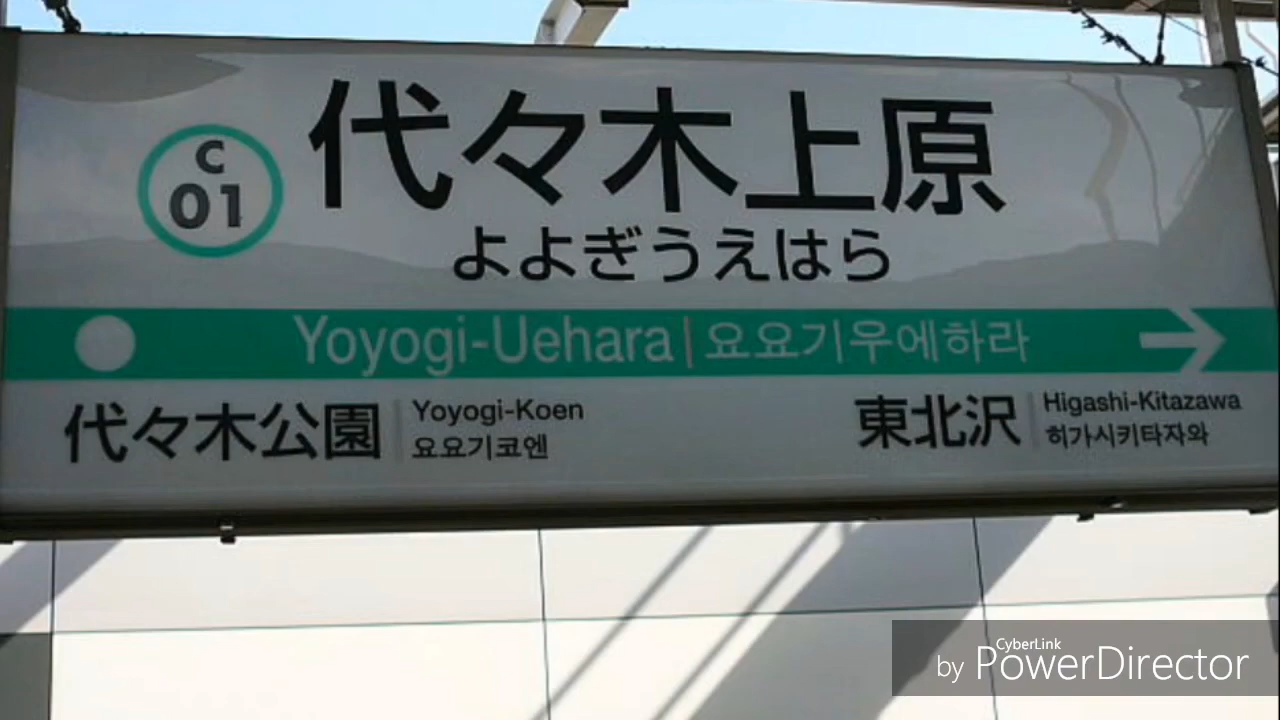 C
01
代々木上原
よよぎうえはら
Yoyogi-Uehara|요요기우에하라
代々木公園
Yoyogi-Koen
요요기코엔
東北沢
Higashi-Kitazawa
히가시키타자와
CyberLink
by PowerDirector